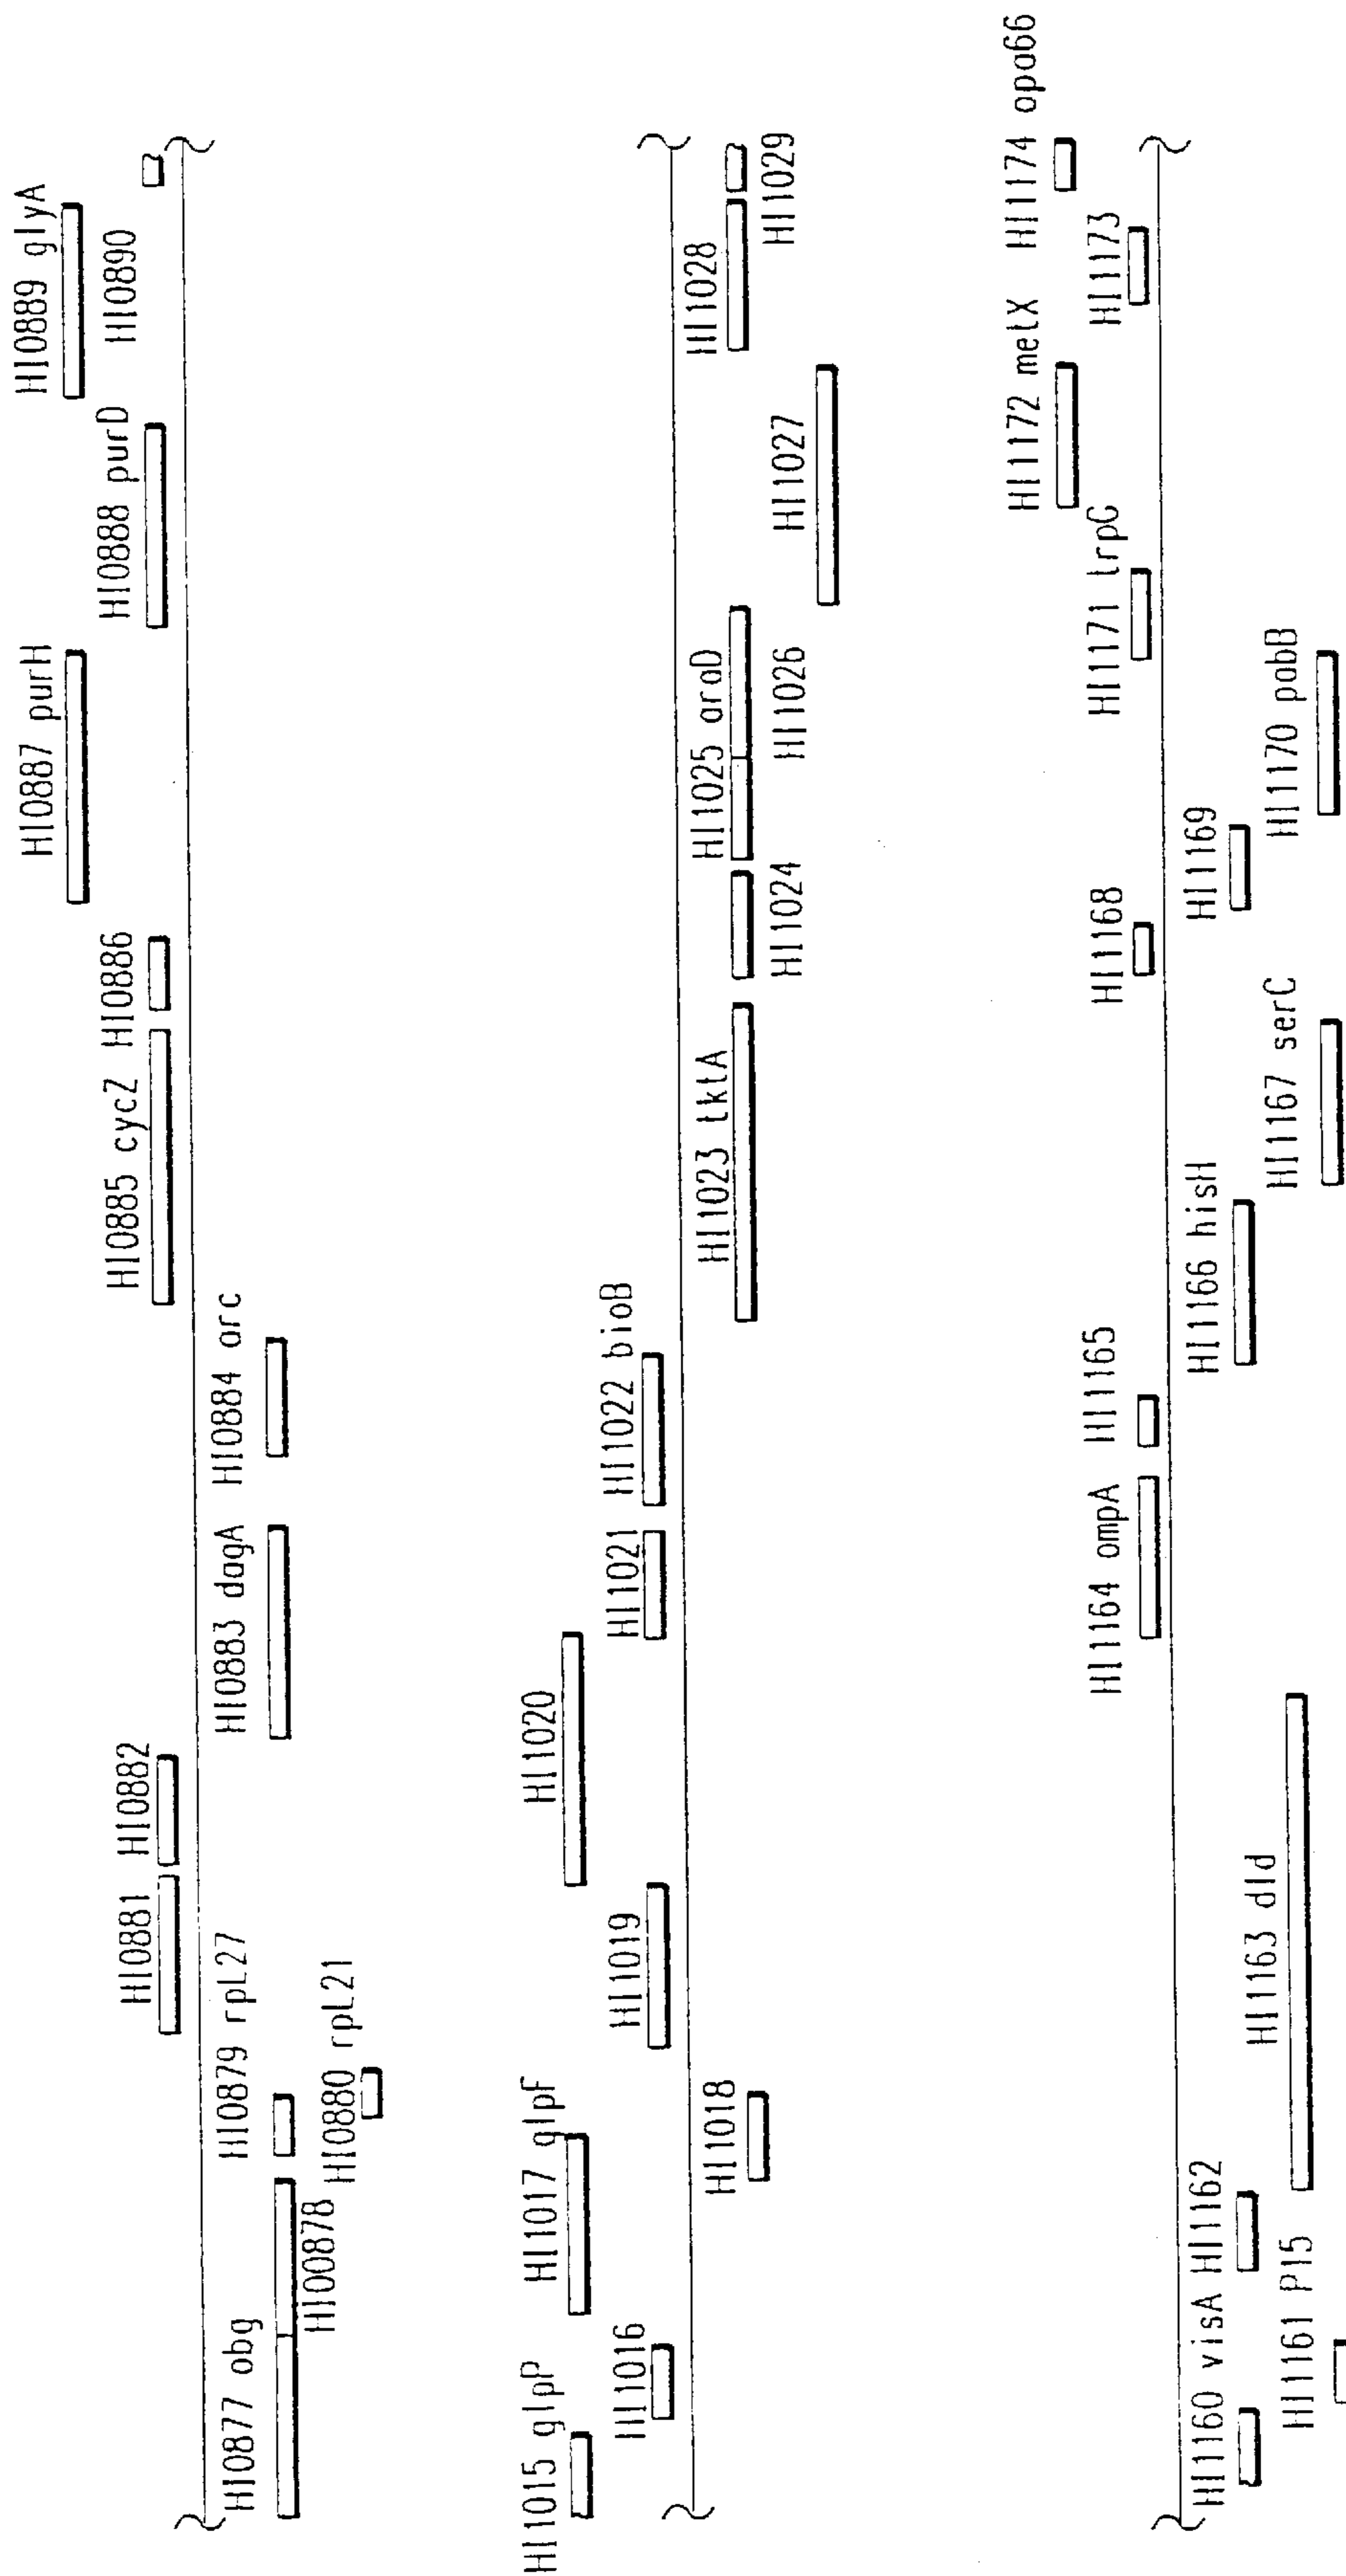 HI0877 obg
HI00878
HI0879 rpL27
HI0880 rpL21
HI0881
HI0882
HI0883 dagA
HI0884 arc
HI0885 cycZ
HI0886
HI0887 purH
HI0888 purD
HI0889 glyA
HI0890
HI1015 glpP
HI1016
HI1017 glpF
HI1018
HI1019
HI1020
HI1021
HI1022 bioB
HI1023 tktA
HI1024
HI1025 araD
HI1026
HI1027
HI1028
HI1029
HI1160 visA
HI1161 P15
HI1162
HI1163 dld
HI1164 ompA
HI1165
HI1166 hisH
HI1167 serC
HI1168
HI1169
HI1170 pabB
HI1171 trpG
HI1172 metX
HI1173
HI1174 opa66